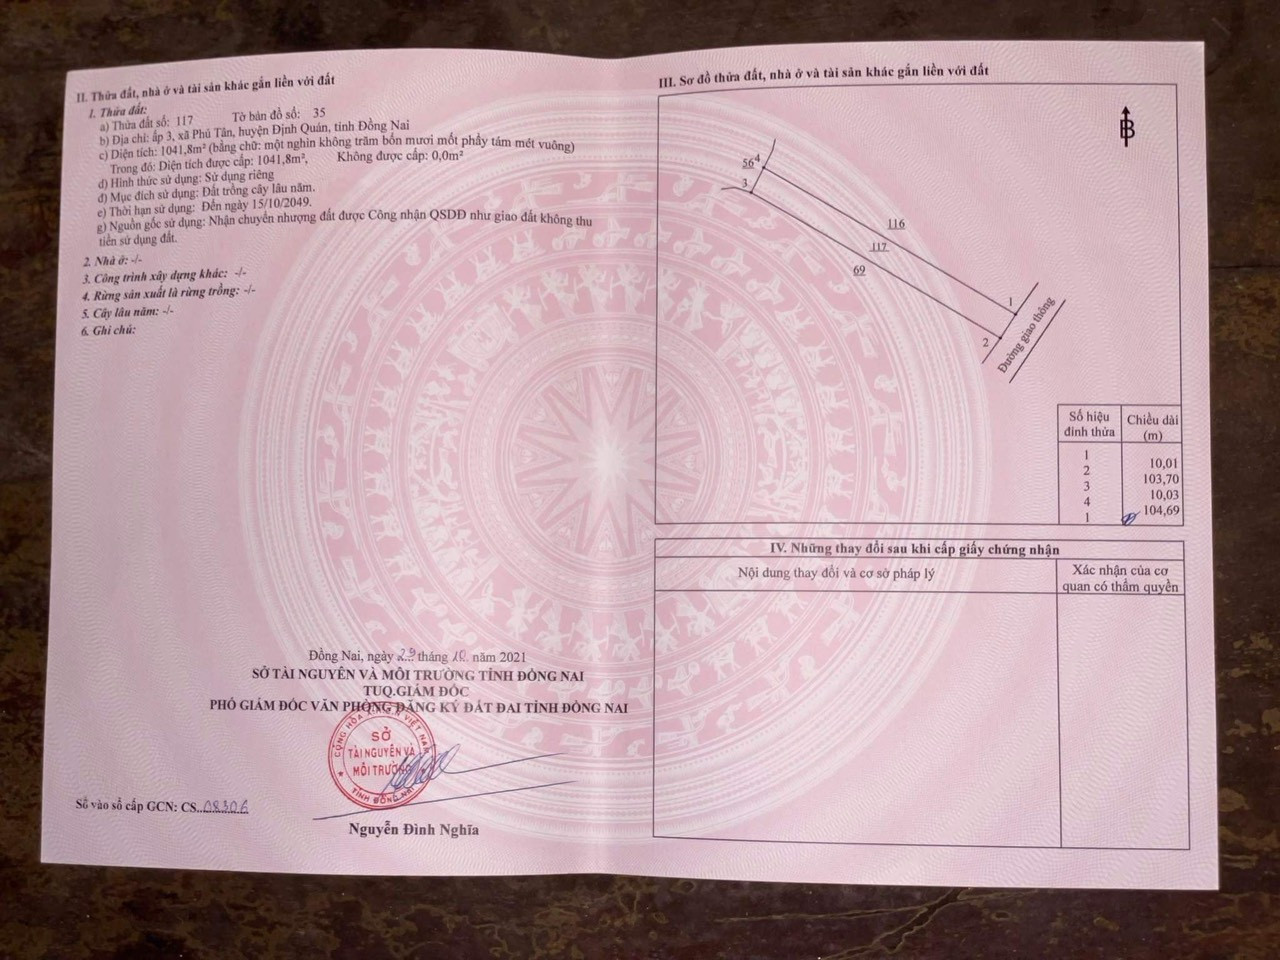 II. Thửa đất, nhà ở và tài sản khác gắn liền với đất
1. Thửa đất:
a) Thửa đất số: 117 Tờ bản đồ số: 35
b) Địa chỉ: ấp 3, xã Phú Tân, huyện Định Quán, tỉnh Đồng Nai
c) Diện tích: 1041,8m² (bằng chữ: một nghìn không trăm bốn mươi mốt phẩy tám mét vuông)
Trong đó: Diện tích được cấp: 1041,8m², Không được cấp: 0,0m²
d) Hình thức sử dụng: Sử dụng riêng
đ) Mục đích sử dụng: Đất trồng cây lâu năm.
e) Thời hạn sử dụng: Đến ngày 15/10/2049.
g) Nguồn gốc sử dụng: Nhận chuyển nhượng đất được Công nhận QSDĐ như giao đất không thu
tiền sử dụng đất.
2. Nhà ở: -/-
3. Công trình xây dựng khác: -/-
4. Rừng sản xuất là rừng trồng: -/-
5. Cây lâu năm: -/-
6. Ghi chú:
Đồng Nai, ngày 29 tháng 10 năm 2021
SỞ TÀI NGUYÊN VÀ MÔI TRƯỜNG TỈNH ĐỒNG NAI
TUQ.GIÁM ĐỐC
PHÓ GIÁM ĐỐC VĂN PHÒNG ĐĂNG KÝ ĐẤT ĐAI TỈNH ĐỒNG NAI
SỞ
TÀI NGUYÊN VÀ
MÔI TRƯỜNG
TỈNH ĐỒNG NAI
Số vào sổ cấp GCN: CS..08306
Nguyễn Đình Nghĩa
III. Sơ đồ thửa đất, nhà ở và tài sản khác gắn liền với đất
B
56
4
3
116
117
69
1
2
Đường giao thông
Số hiệu đỉnh thửa Chiều dài (m)
1
10,01
2
103,70
3
10,03
4
104,69
1
IV. Những thay đổi sau khi cấp giấy chứng nhận
Nội dung thay đổi và cơ sở pháp lý
Xác nhận của cơ
quan có thẩm quyền